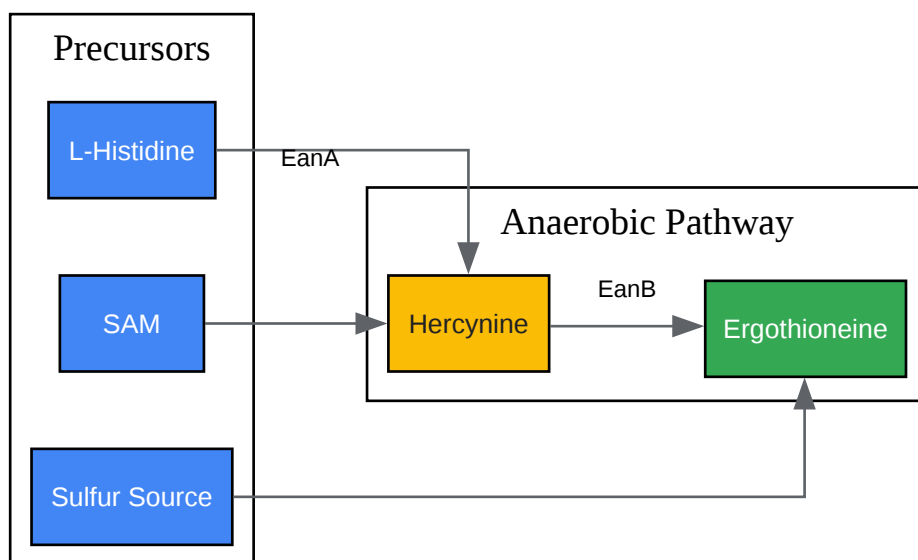 Precursors
L-Histidine
EanA
Anaerobic Pathway
SAM
Hercynine
EanB
Ergothioneine
Sulfur Source